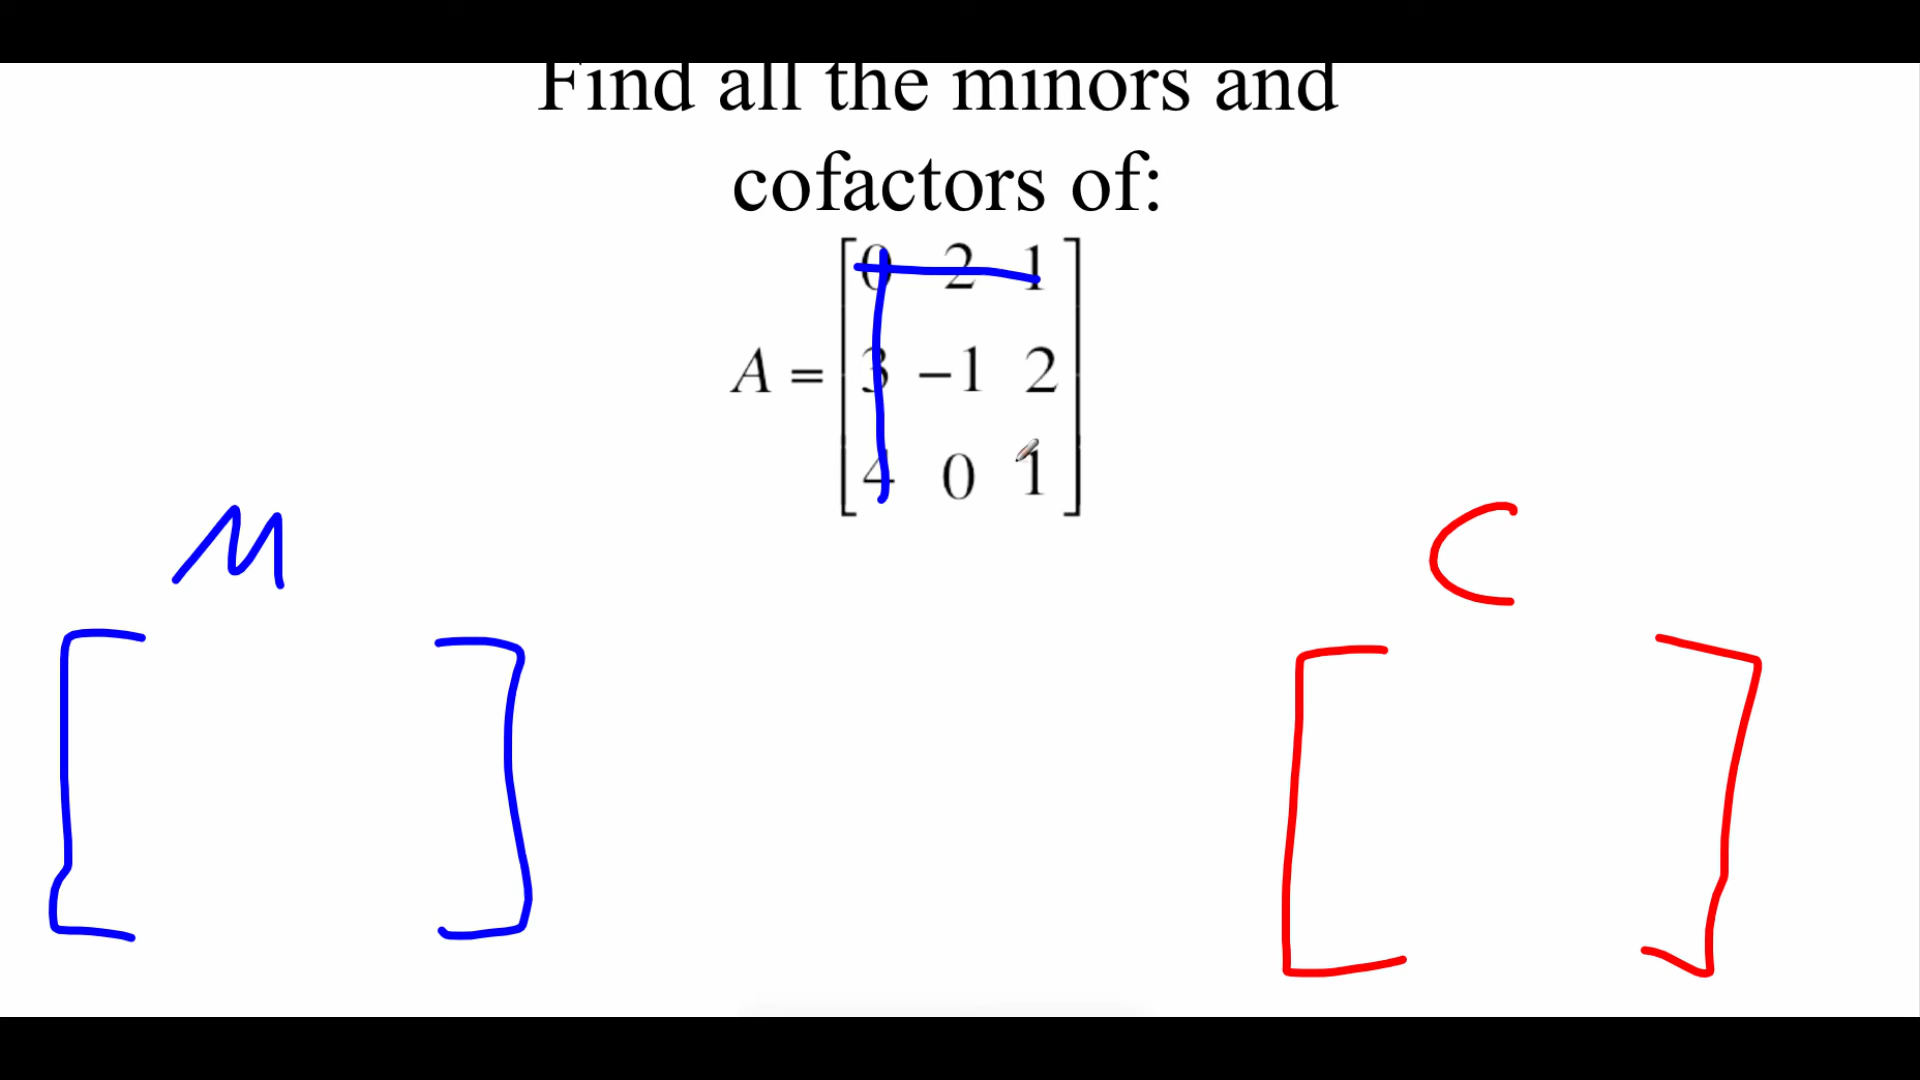 Find all the minors and
cofactors of:
0 2 1
A = 3 −1 2
4 0 1
M
C